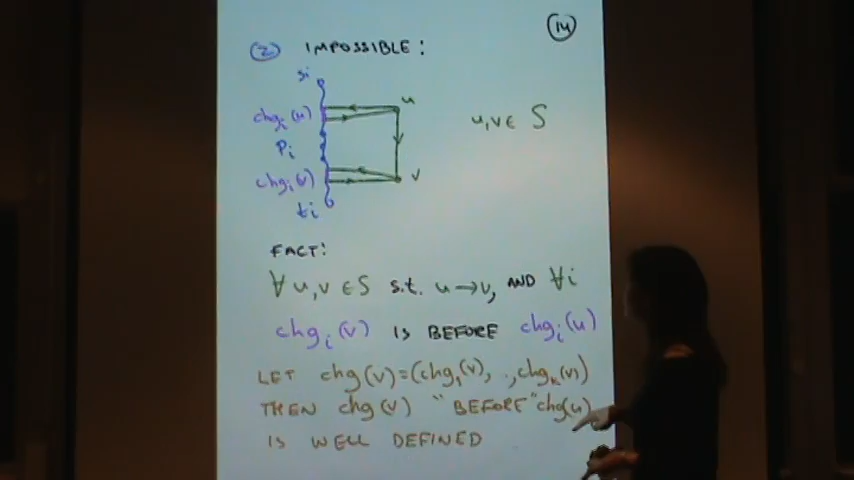 14
2 IMPOSSIBLE:
si
chgi(u)
u
u,v∈ S
Pi
chgi(v)
v
ti
FACT:
∀ u,v ∈ S s.t. u→v, AND ∀i
chgi(v) IS BEFORE chgi(u)
LET chg(v)=(chg1(v), .,chgk(v))
THEN chg(v) "BEFORE" chg(u)
IS WELL DEFINED